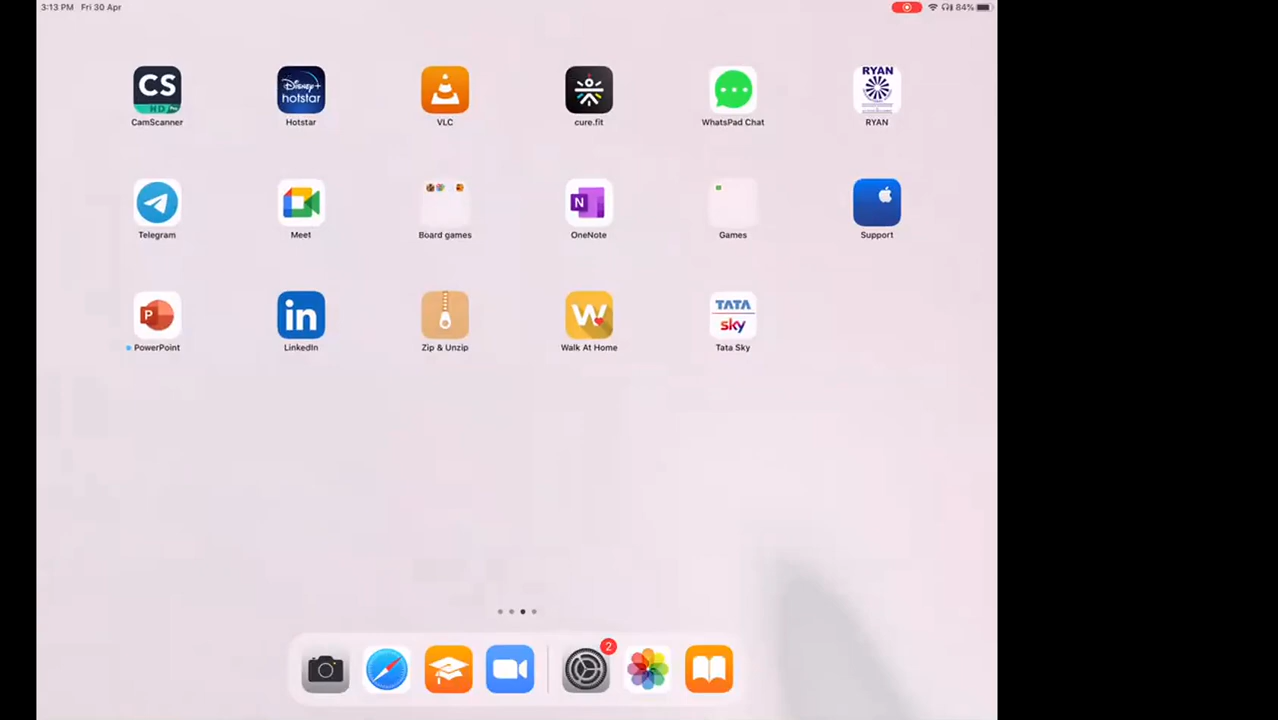 3:13 PM Fri 30 Apr
84%
CS
HD Pro
Disney+
hotstar
RYAN
CamScanner
Hotstar
VLC
cure.fit
WhatsPad Chat
RYAN
N
Telegram
Meet
Board games
OneNote
Games
Support
P
in
W
TATA
sky
PowerPoint
LinkedIn
Zip & Unzip
Walk At Home
Tata Sky
2